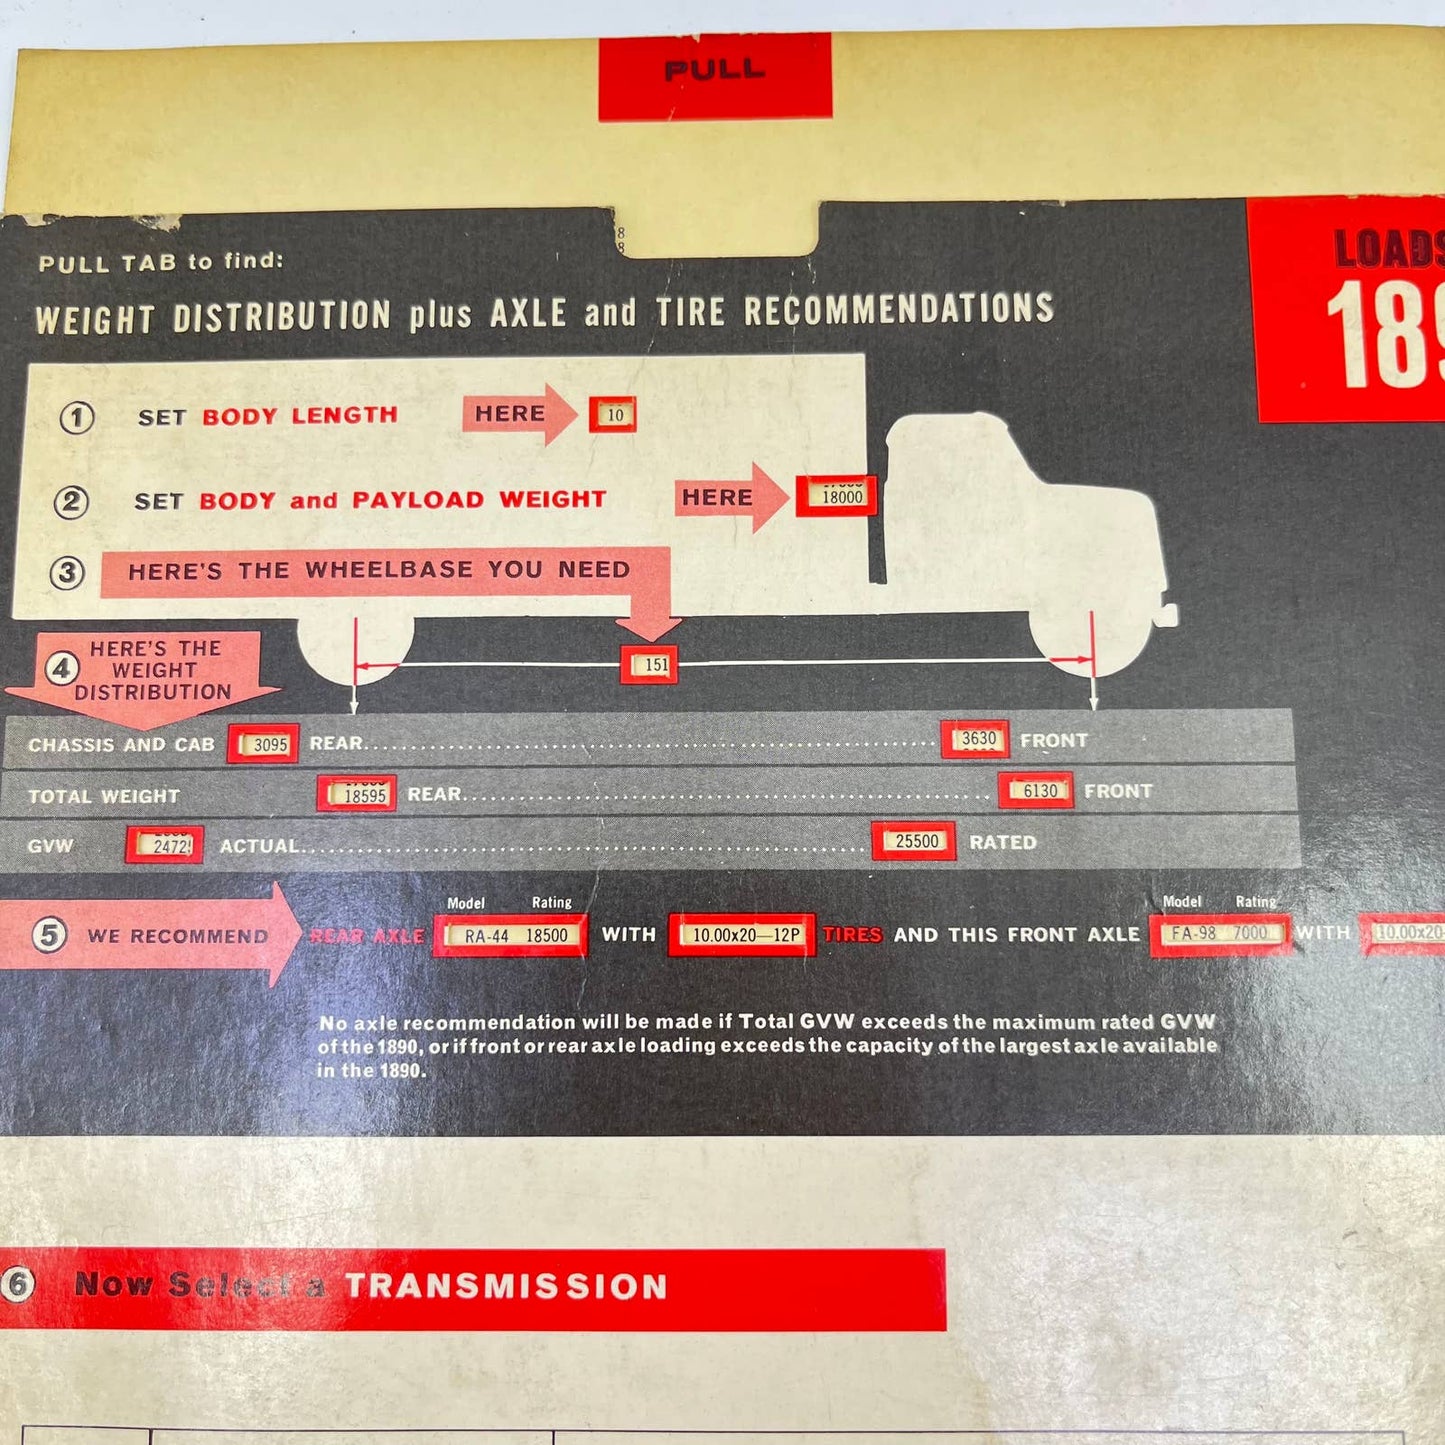 PULL
8
8
PULL TAB to find:
WEIGHT DISTRIBUTION plus AXLE and TIRE RECOMMENDATIONS
LOADS
189
1 SET BODY LENGTH HERE 10
2 SET BODY and PAYLOAD WEIGHT HERE 18000
3 HERE'S THE WHEELBASE YOU NEED
151
4 HERE'S THE
WEIGHT
DISTRIBUTION
CHASSIS AND CAB 3095 REAR 3630 FRONT
TOTAL WEIGHT 18595 REAR 6130 FRONT
GVW 2472 ACTUAL 25500 RATED
Model Rating Model Rating
5 WE RECOMMEND REAR AXLE RA-44 18500 WITH 10.00x20—12P TIRES AND THIS FRONT AXLE FA-98 7000 WITH 10.00x20-
No axle recommendation will be made if Total GVW exceeds the maximum rated GVW
of the 1890, or if front or rear axle loading exceeds the capacity of the largest axle available
in the 1890.
6 Now Select a TRANSMISSION